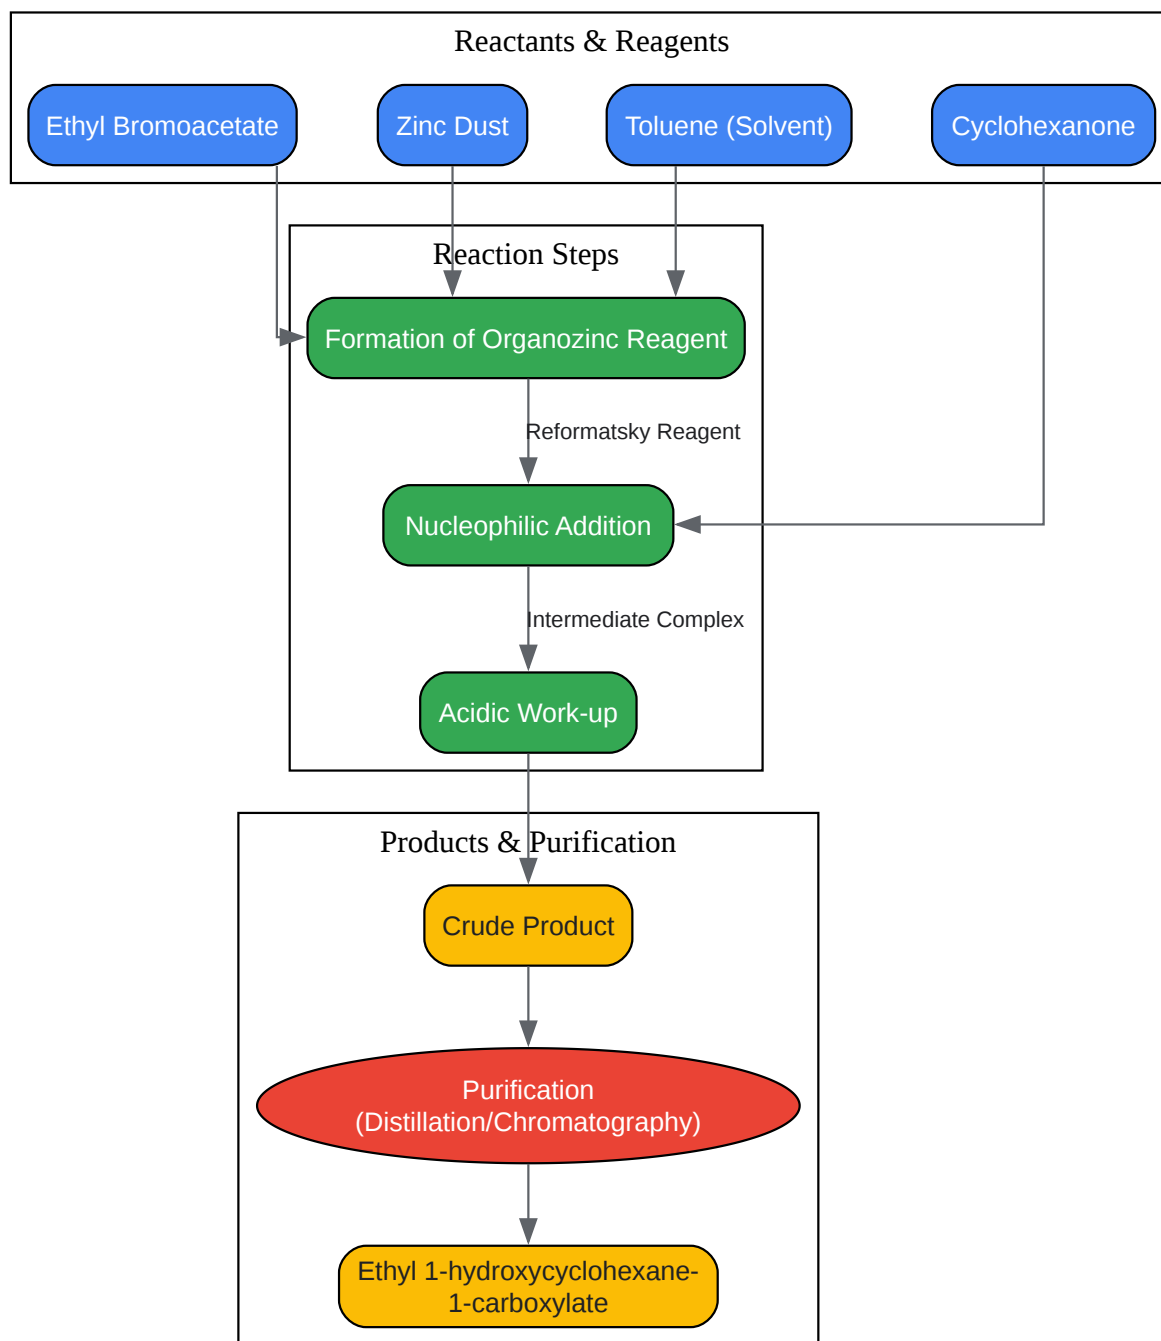 Reactants & Reagents
Ethyl Bromoacetate
Zinc Dust
Toluene (Solvent)
Cyclohexanone
Reaction Steps
Formation of Organozinc Reagent
Reformatsky Reagent
Nucleophilic Addition
Intermediate Complex
Acidic Work-up
Products & Purification
Crude Product
Purification
(Distillation/Chromatography)
Ethyl 1-hydroxycyclohexane-
1-carboxylate